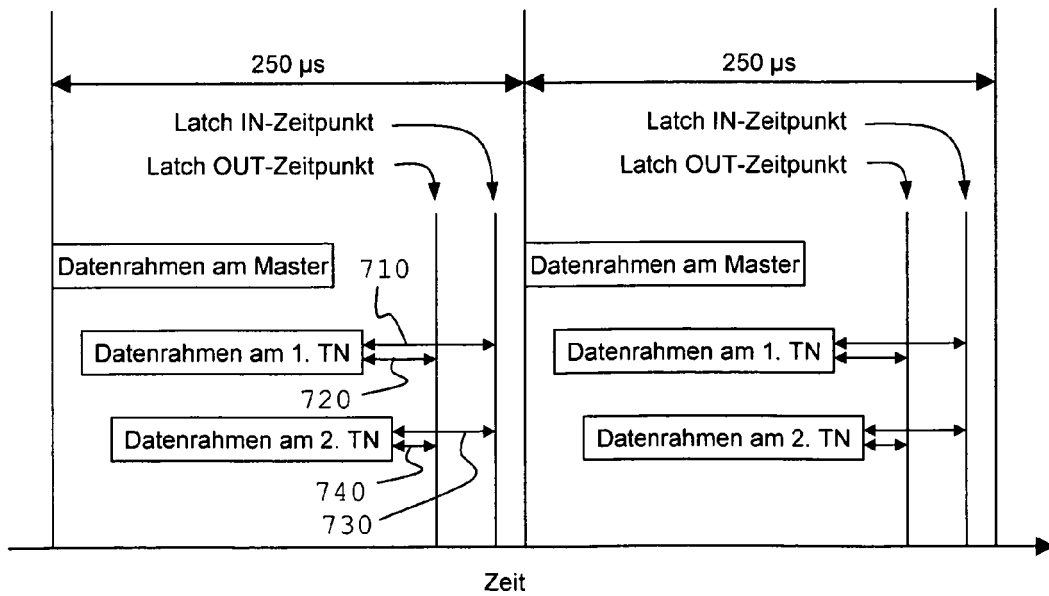 250 µs
250 µs
Latch IN-Zeitpunkt
Latch IN-Zeitpunkt
Latch OUT-Zeitpunkt
Latch OUT-Zeitpunkt
Datenrahmen am Master
710
Datenrahmen am Master
Datenrahmen am 1. TN
Datenrahmen am 1. TN
720
Datenrahmen am 2. TN
Datenrahmen am 2. TN
740
730
Zeit